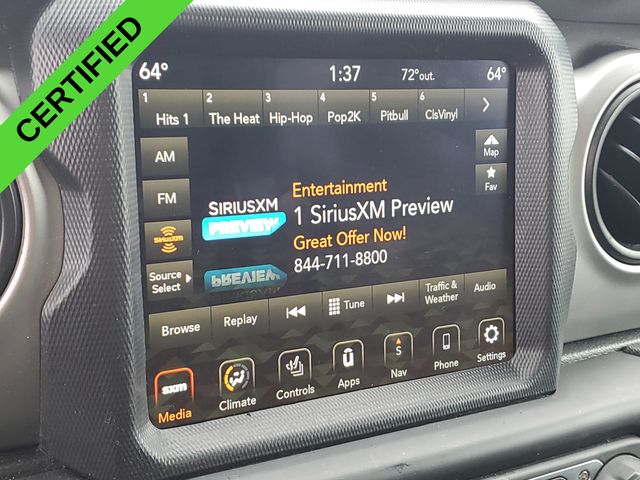 CERTIFIED
64° 1:37 72°out. 64°
1 2 3 4 5 6
Hits 1 The Heat Hip-Hop Pop2K Pitbull ClsVinyl
AM
Map
FM
Fav
SiriusXM
Source
Select
SIRIUSXM
PREVIEW
Entertainment
1 SiriusXM Preview
Great Offer Now!
844-711-8800
Browse Replay Tune Traffic & Weather Audio
sxm S
Media Climate Controls Apps Nav Phone Settings